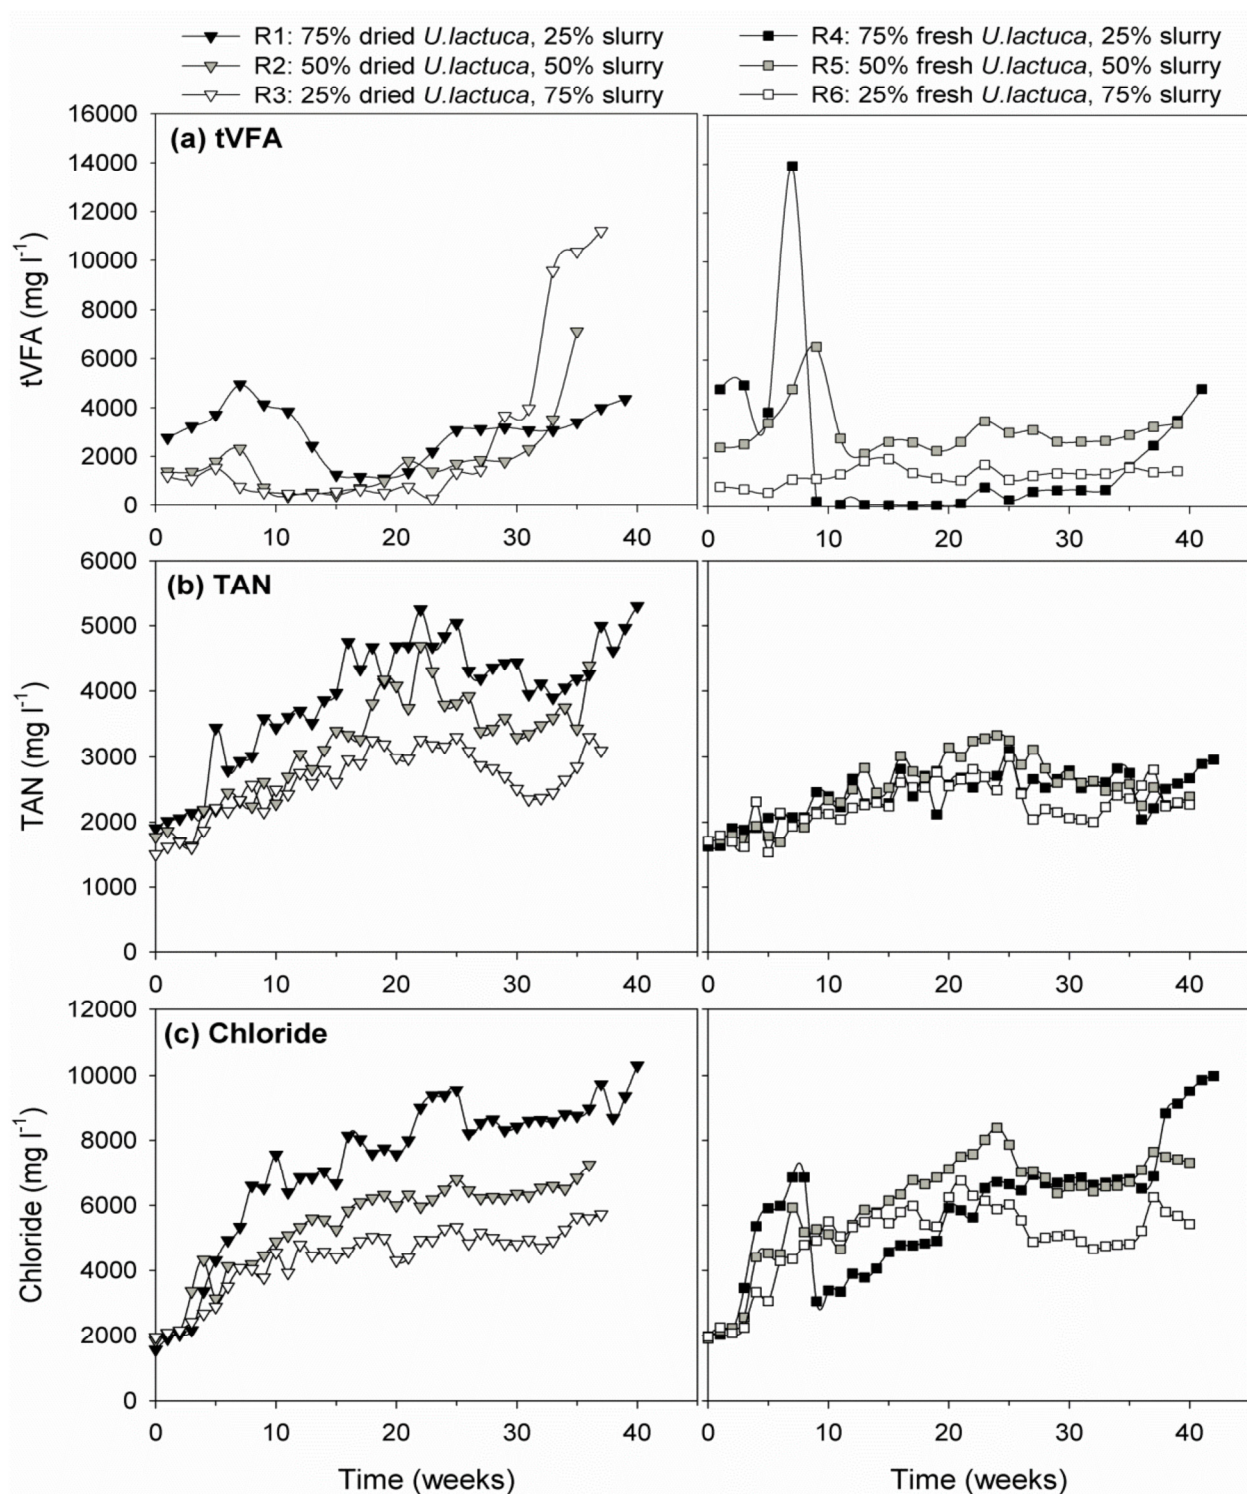 R1: 75% dried U.lactuca, 25% slurry
R2: 50% dried U.lactuca, 50% slurry
R3: 25% dried U.lactuca, 75% slurry
R4: 75% fresh U.lactuca, 25% slurry
R5: 50% fresh U.lactuca, 50% slurry
R6: 25% fresh U.lactuca, 75% slurry
(a) tVFA
tVFA (mg l⁻¹)
16000
14000
12000
10000
8000
6000
4000
2000
0
0 10 20 30 40
0 10 20 30 40
(b) TAN
TAN (mg l⁻¹)
6000
5000
4000
3000
2000
1000
0
0 10 20 30 40
0 10 20 30 40
(c) Chloride
Chloride (mg l⁻¹)
12000
10000
8000
6000
4000
2000
0
0 10 20 30 40
0 10 20 30 40
Time (weeks)
Time (weeks)